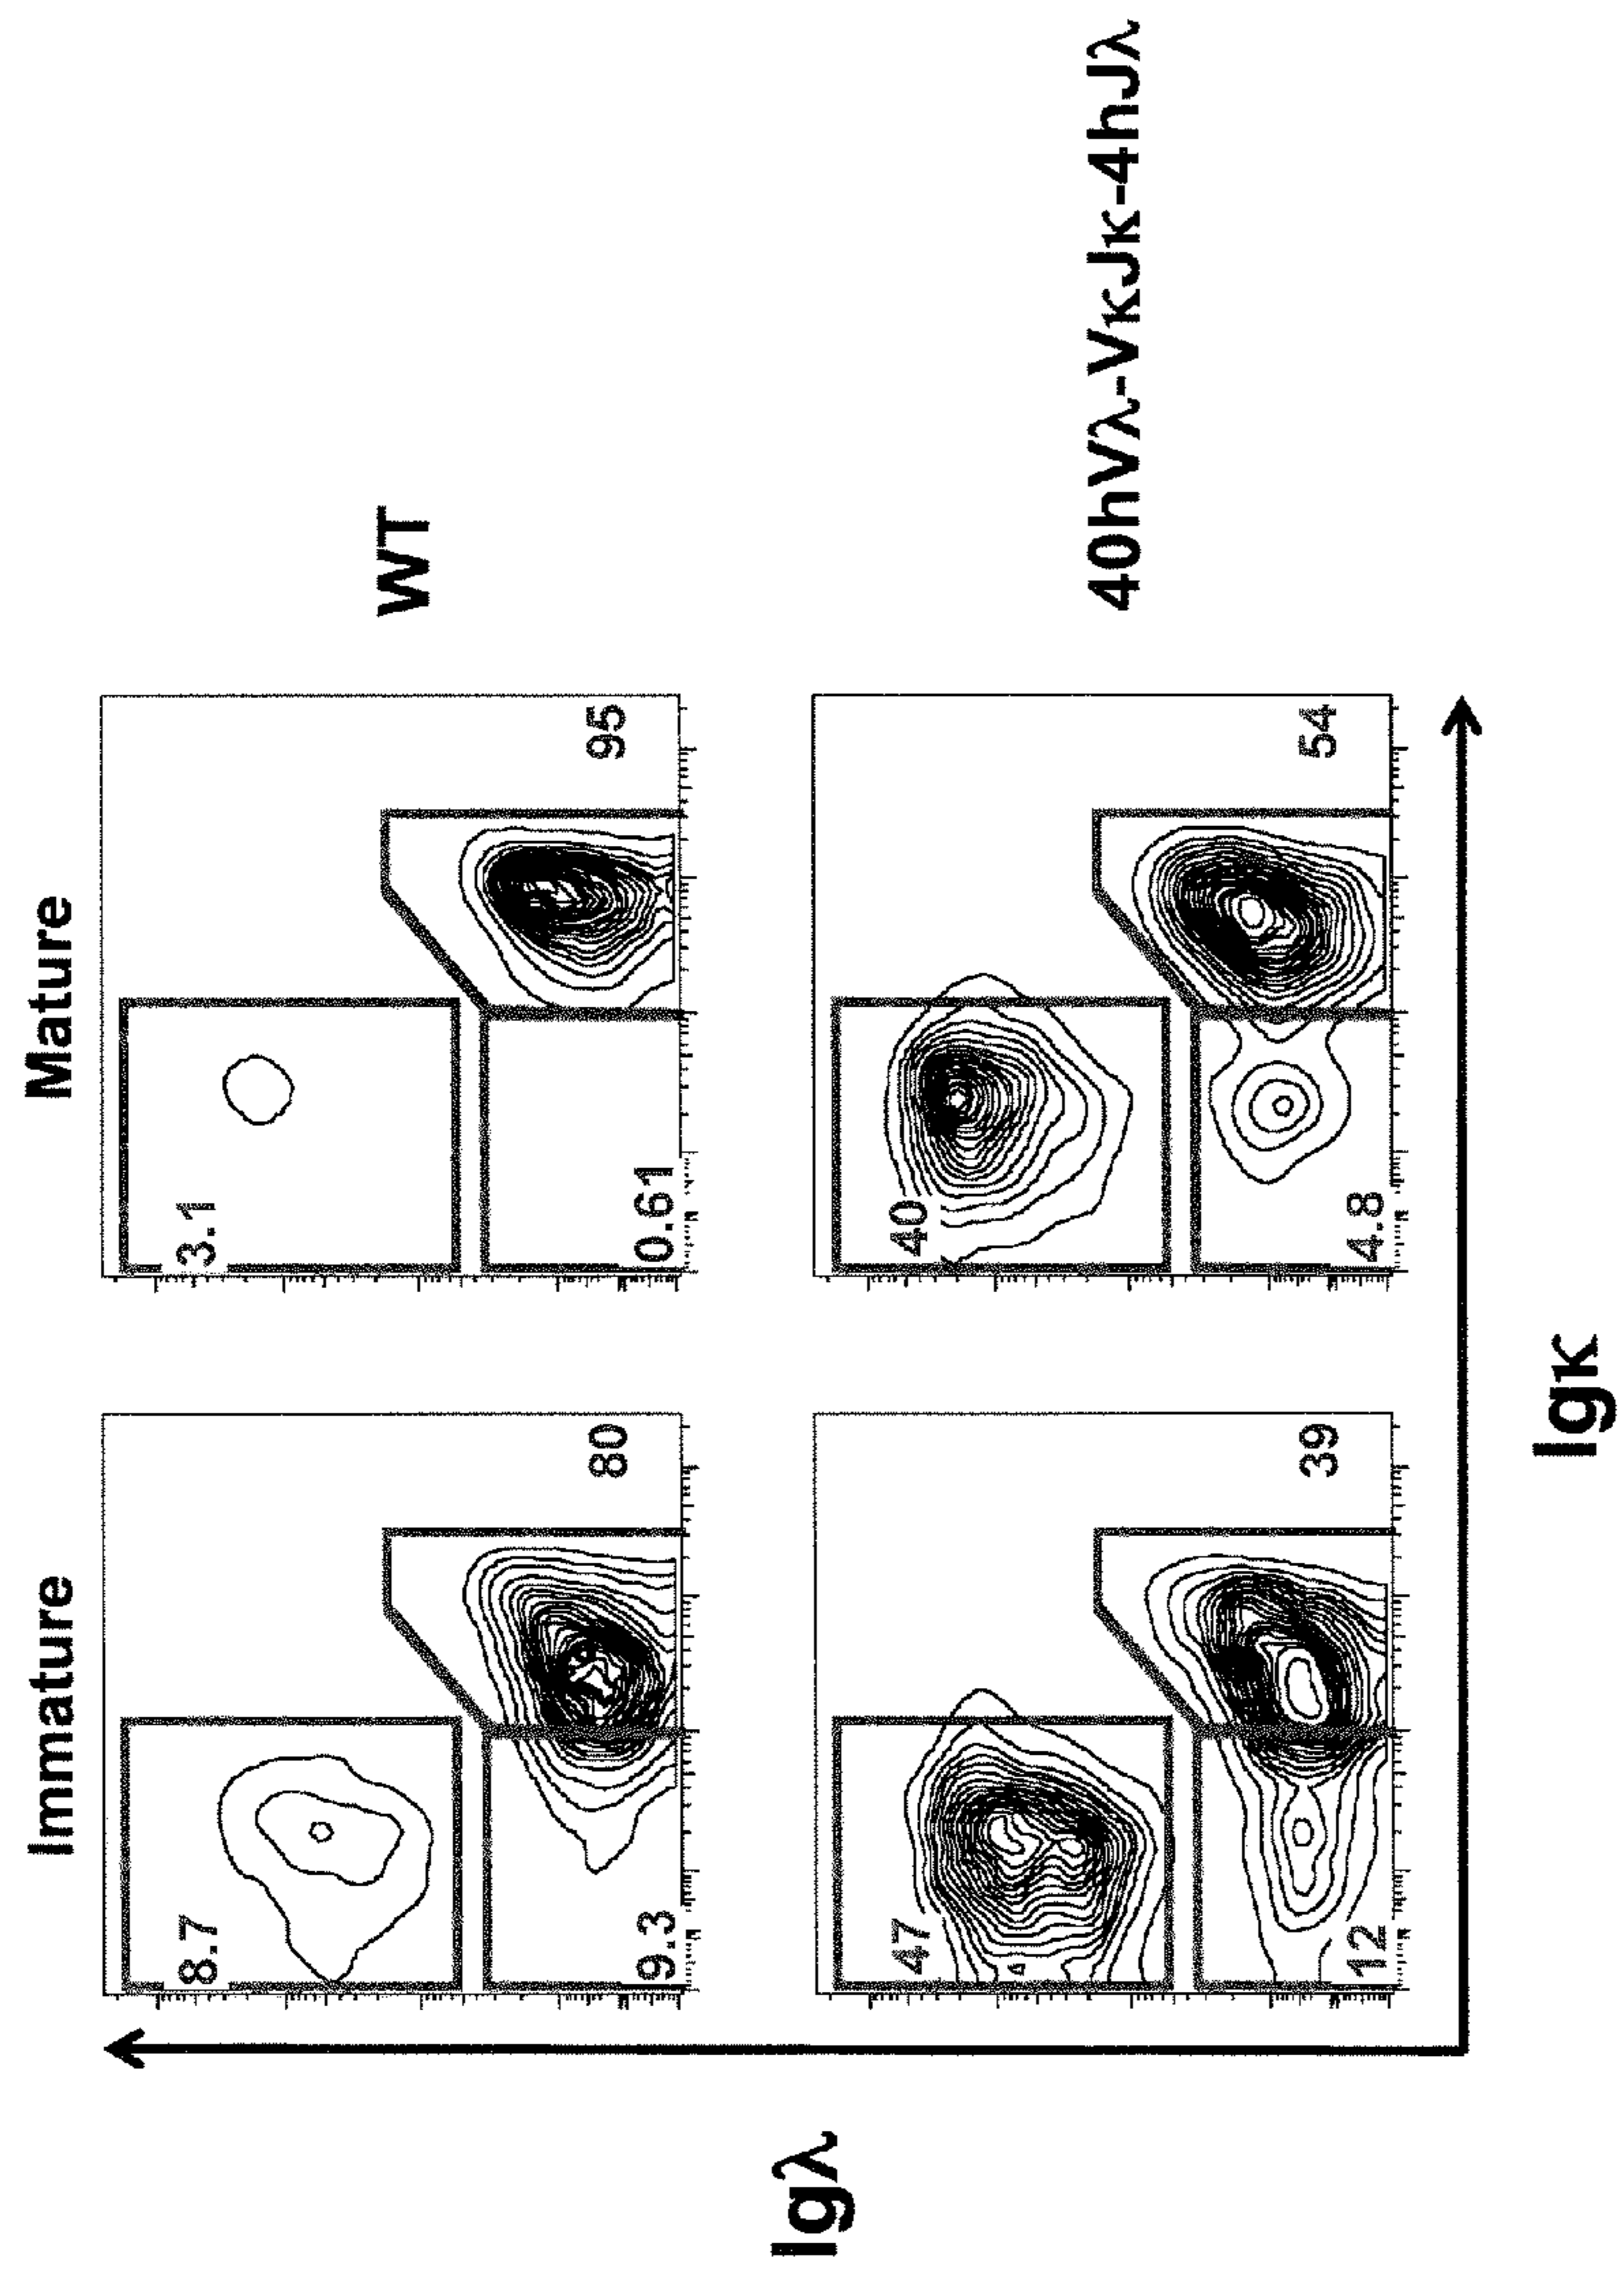 Immature
Mature
8.7
80
9.3
3.1
95
0.61
WT
47
39
12
40
54
4.8
40hVλ-VκJκ-4hJλ
Igλ
Igκ